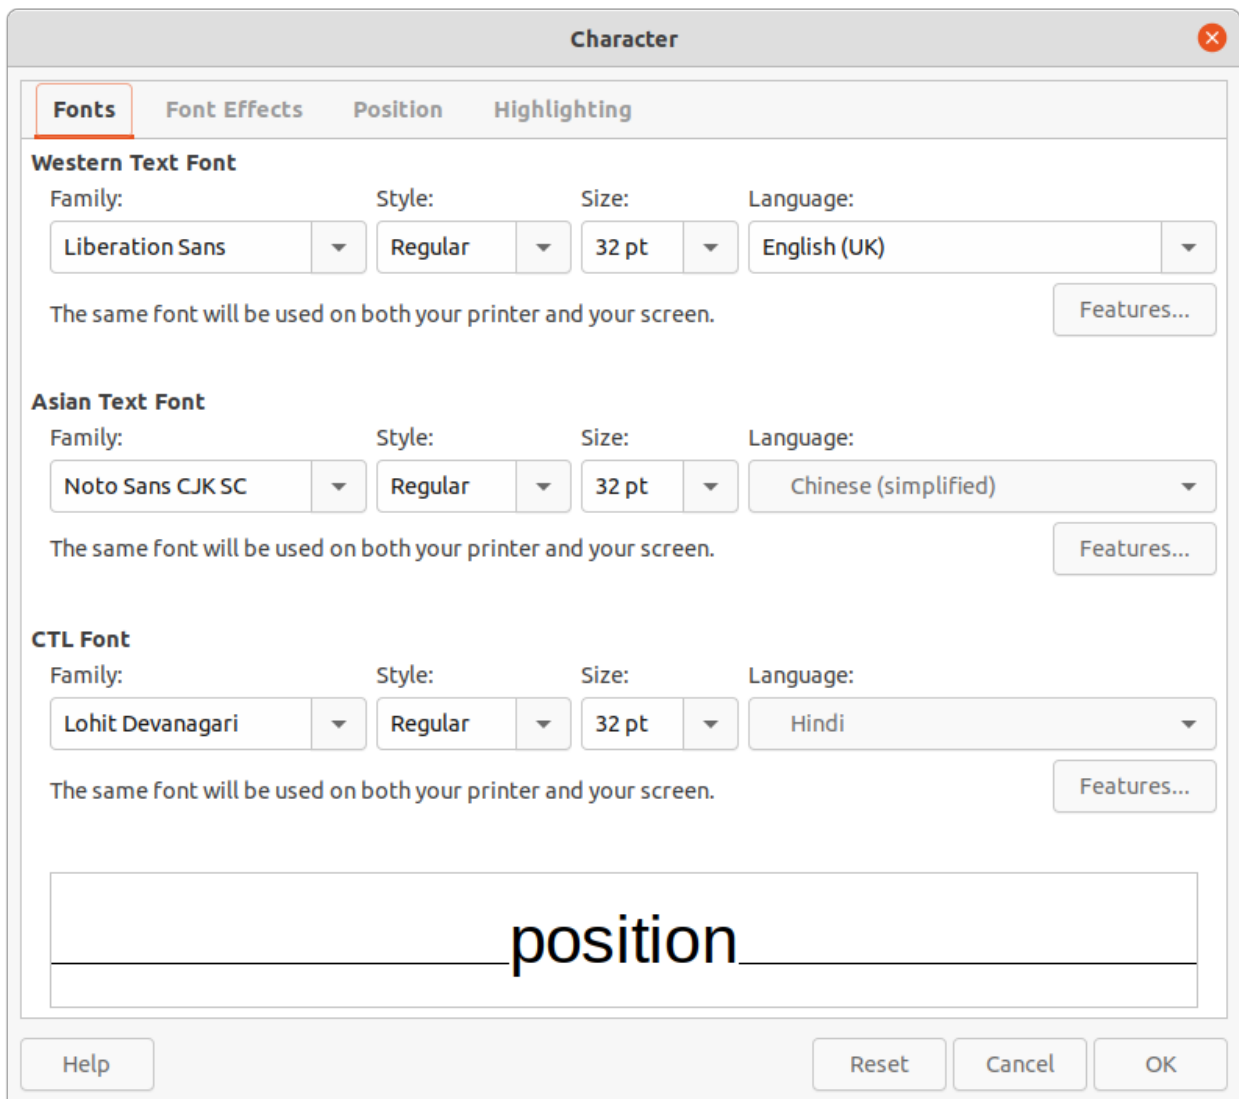 Character
Fonts Font Effects Position Highlighting
Western Text Font
Family: Style: Size: Language:
Liberation Sans Regular 32 pt English (UK)
The same font will be used on both your printer and your screen.
Features...
Asian Text Font
Family: Style: Size: Language:
Noto Sans CJK SC Regular 32 pt Chinese (simplified)
The same font will be used on both your printer and your screen.
Features...
CTL Font
Family: Style: Size: Language:
Lohit Devanagari Regular 32 pt Hindi
The same font will be used on both your printer and your screen.
Features...
position
Help Reset Cancel OK